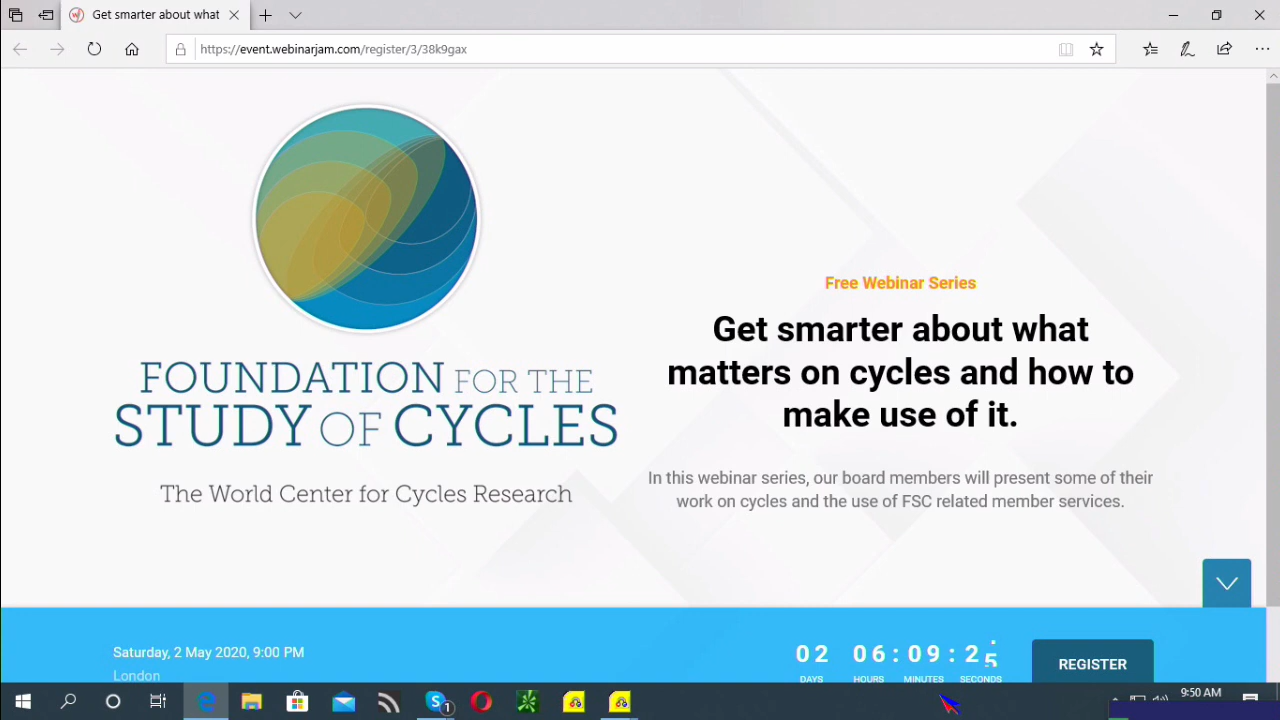 Get smarter about what
https://event.webinarjam.com/register/3/38k9gax
FOUNDATION FOR THE
STUDY OF CYCLES
The World Center for Cycles Research
Free Webinar Series
Get smarter about what
matters on cycles and how to
make use of it.
In this webinar series, our board members will present some of their
work on cycles and the use of FSC related member services.
Saturday, 2 May 2020, 9:00 PM
London
02 06:09:25
DAYS HOURS MINUTES SECONDS
REGISTER
1
9:50 AM